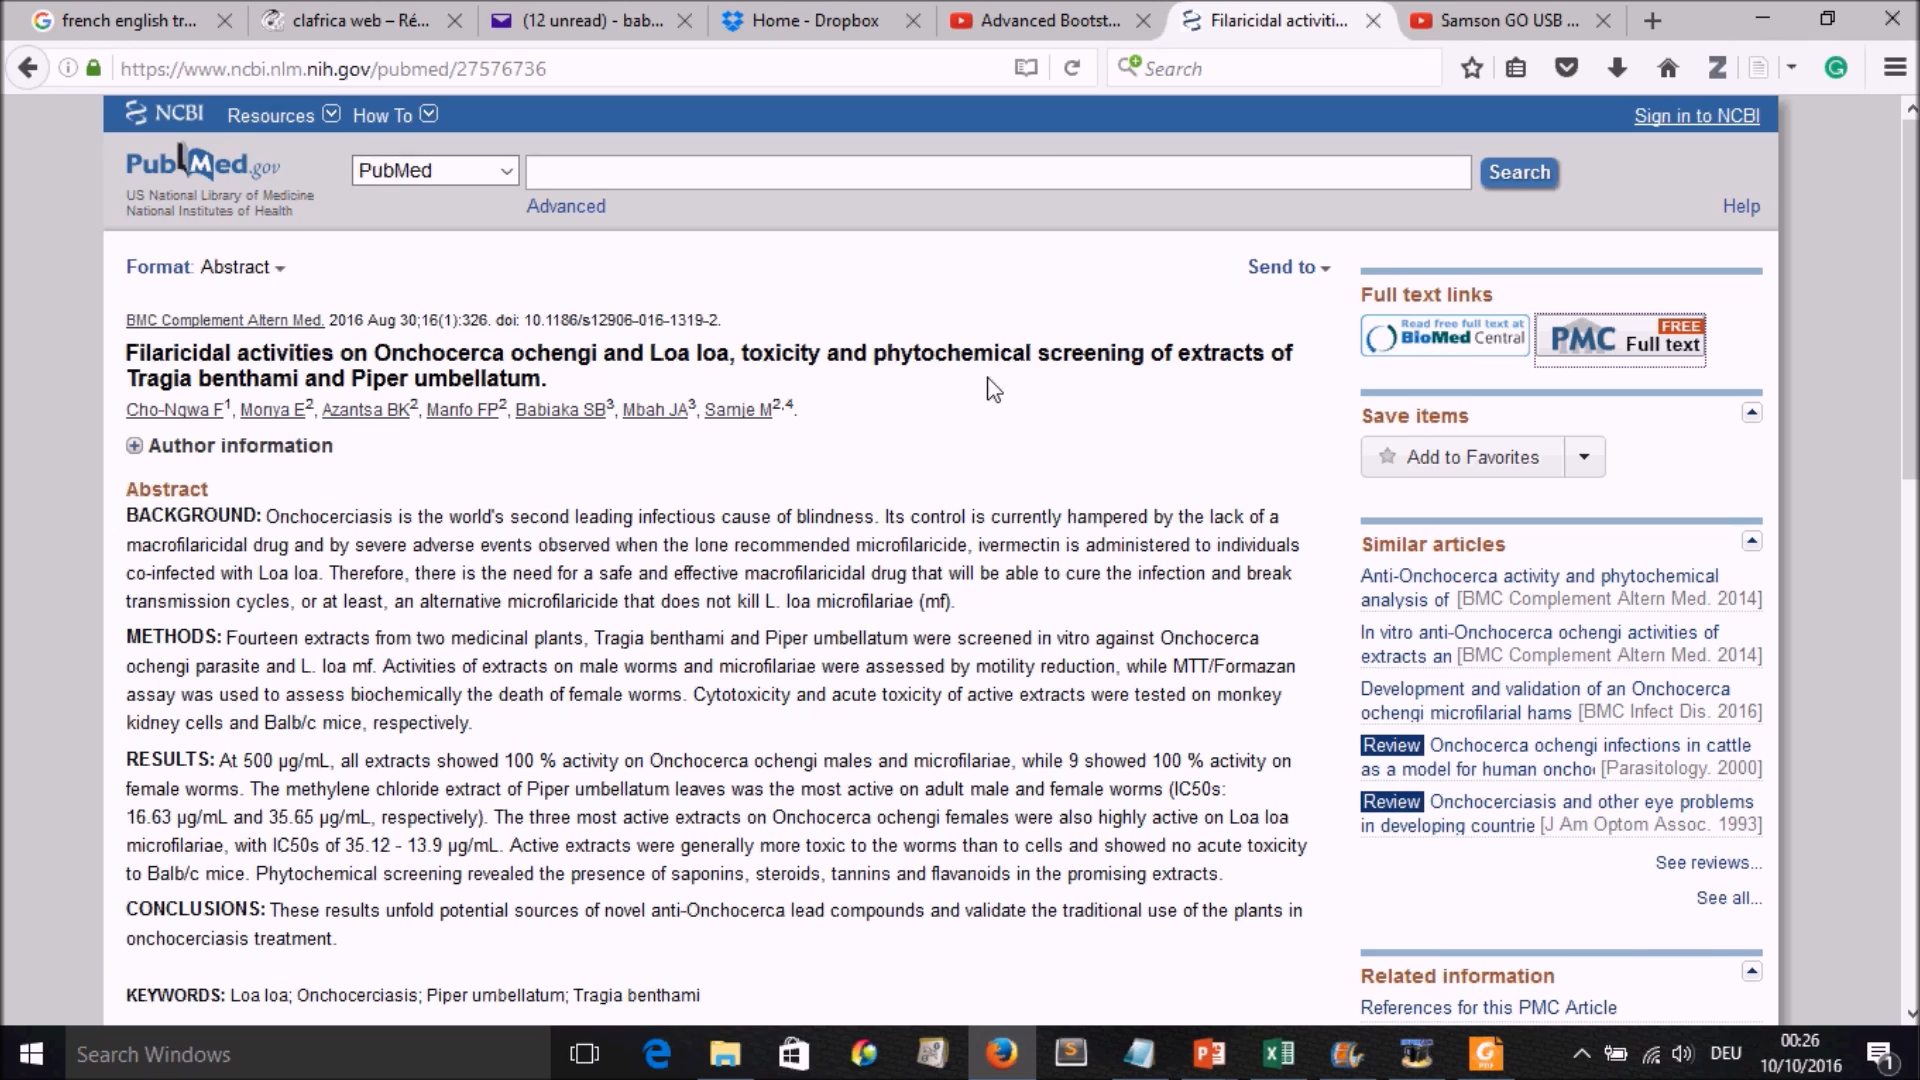 french english tr...
clafrica web – Ré...
(12 unread) - bab...
Home - Dropbox
Advanced Bootst...
Filaricidal activiti...
Samson GO USB ...
https://www.ncbi.nlm.nih.gov/pubmed/27576736
Search
NCBI Resources How To
Sign in to NCBI
PubMed.gov
US National Library of Medicine
National Institutes of Health
PubMed
Search
Advanced
Help
Format: Abstract
Send to
BMC Complement Altern Med. 2016 Aug 30;16(1):326. doi: 10.1186/s12906-016-1319-2.
Filaricidal activities on Onchocerca ochengi and Loa loa, toxicity and phytochemical screening of extracts of
Tragia benthami and Piper umbellatum.
Cho-Ngwa F1, Monya E2, Azantsa BK2, Manfo FP2, Babiaka SB3, Mbah JA3, Samje M2,4.
Author information
Abstract
BACKGROUND: Onchocerciasis is the world's second leading infectious cause of blindness. Its control is currently hampered by the lack of a
macrofilaricidal drug and by severe adverse events observed when the lone recommended microfilaricide, ivermectin is administered to individuals
co-infected with Loa loa. Therefore, there is the need for a safe and effective macrofilaricidal drug that will be able to cure the infection and break
transmission cycles, or at least, an alternative microfilaricide that does not kill L. loa microfilariae (mf).
METHODS: Fourteen extracts from two medicinal plants, Tragia benthami and Piper umbellatum were screened in vitro against Onchocerca
ochengi parasite and L. loa mf. Activities of extracts on male worms and microfilariae were assessed by motility reduction, while MTT/Formazan
assay was used to assess biochemically the death of female worms. Cytotoxicity and acute toxicity of active extracts were tested on monkey
kidney cells and Balb/c mice, respectively.
RESULTS: At 500 µg/mL, all extracts showed 100 % activity on Onchocerca ochengi males and microfilariae, while 9 showed 100 % activity on
female worms. The methylene chloride extract of Piper umbellatum leaves was the most active on adult male and female worms (IC50s:
16.63 µg/mL and 35.65 µg/mL, respectively). The three most active extracts on Onchocerca ochengi females were also highly active on Loa loa
microfilariae, with IC50s of 35.12 - 13.9 µg/mL. Active extracts were generally more toxic to the worms than to cells and showed no acute toxicity
to Balb/c mice. Phytochemical screening revealed the presence of saponins, steroids, tannins and flavanoids in the promising extracts.
CONCLUSIONS: These results unfold potential sources of novel anti-Onchocerca lead compounds and validate the traditional use of the plants in
onchocerciasis treatment.
KEYWORDS: Loa loa; Onchocerciasis; Piper umbellatum; Tragia benthami
Full text links
Read free full text at
BioMed Central
FREE
PMC Full text
Save items
Add to Favorites
Similar articles
Anti-Onchocerca activity and phytochemical
analysis of [BMC Complement Altern Med. 2014]
In vitro anti-Onchocerca ochengi activities of
extracts an [BMC Complement Altern Med. 2014]
Development and validation of an Onchocerca
ochengi microfilarial hams [BMC Infect Dis. 2016]
Review Onchocerca ochengi infections in cattle
as a model for human oncho [Parasitology. 2000]
Review Onchocerciasis and other eye problems
in developing countrie [J Am Optom Assoc. 1993]
See reviews...
See all...
Related information
References for this PMC Article
Search Windows
DEU
00:26
10/10/2016
1